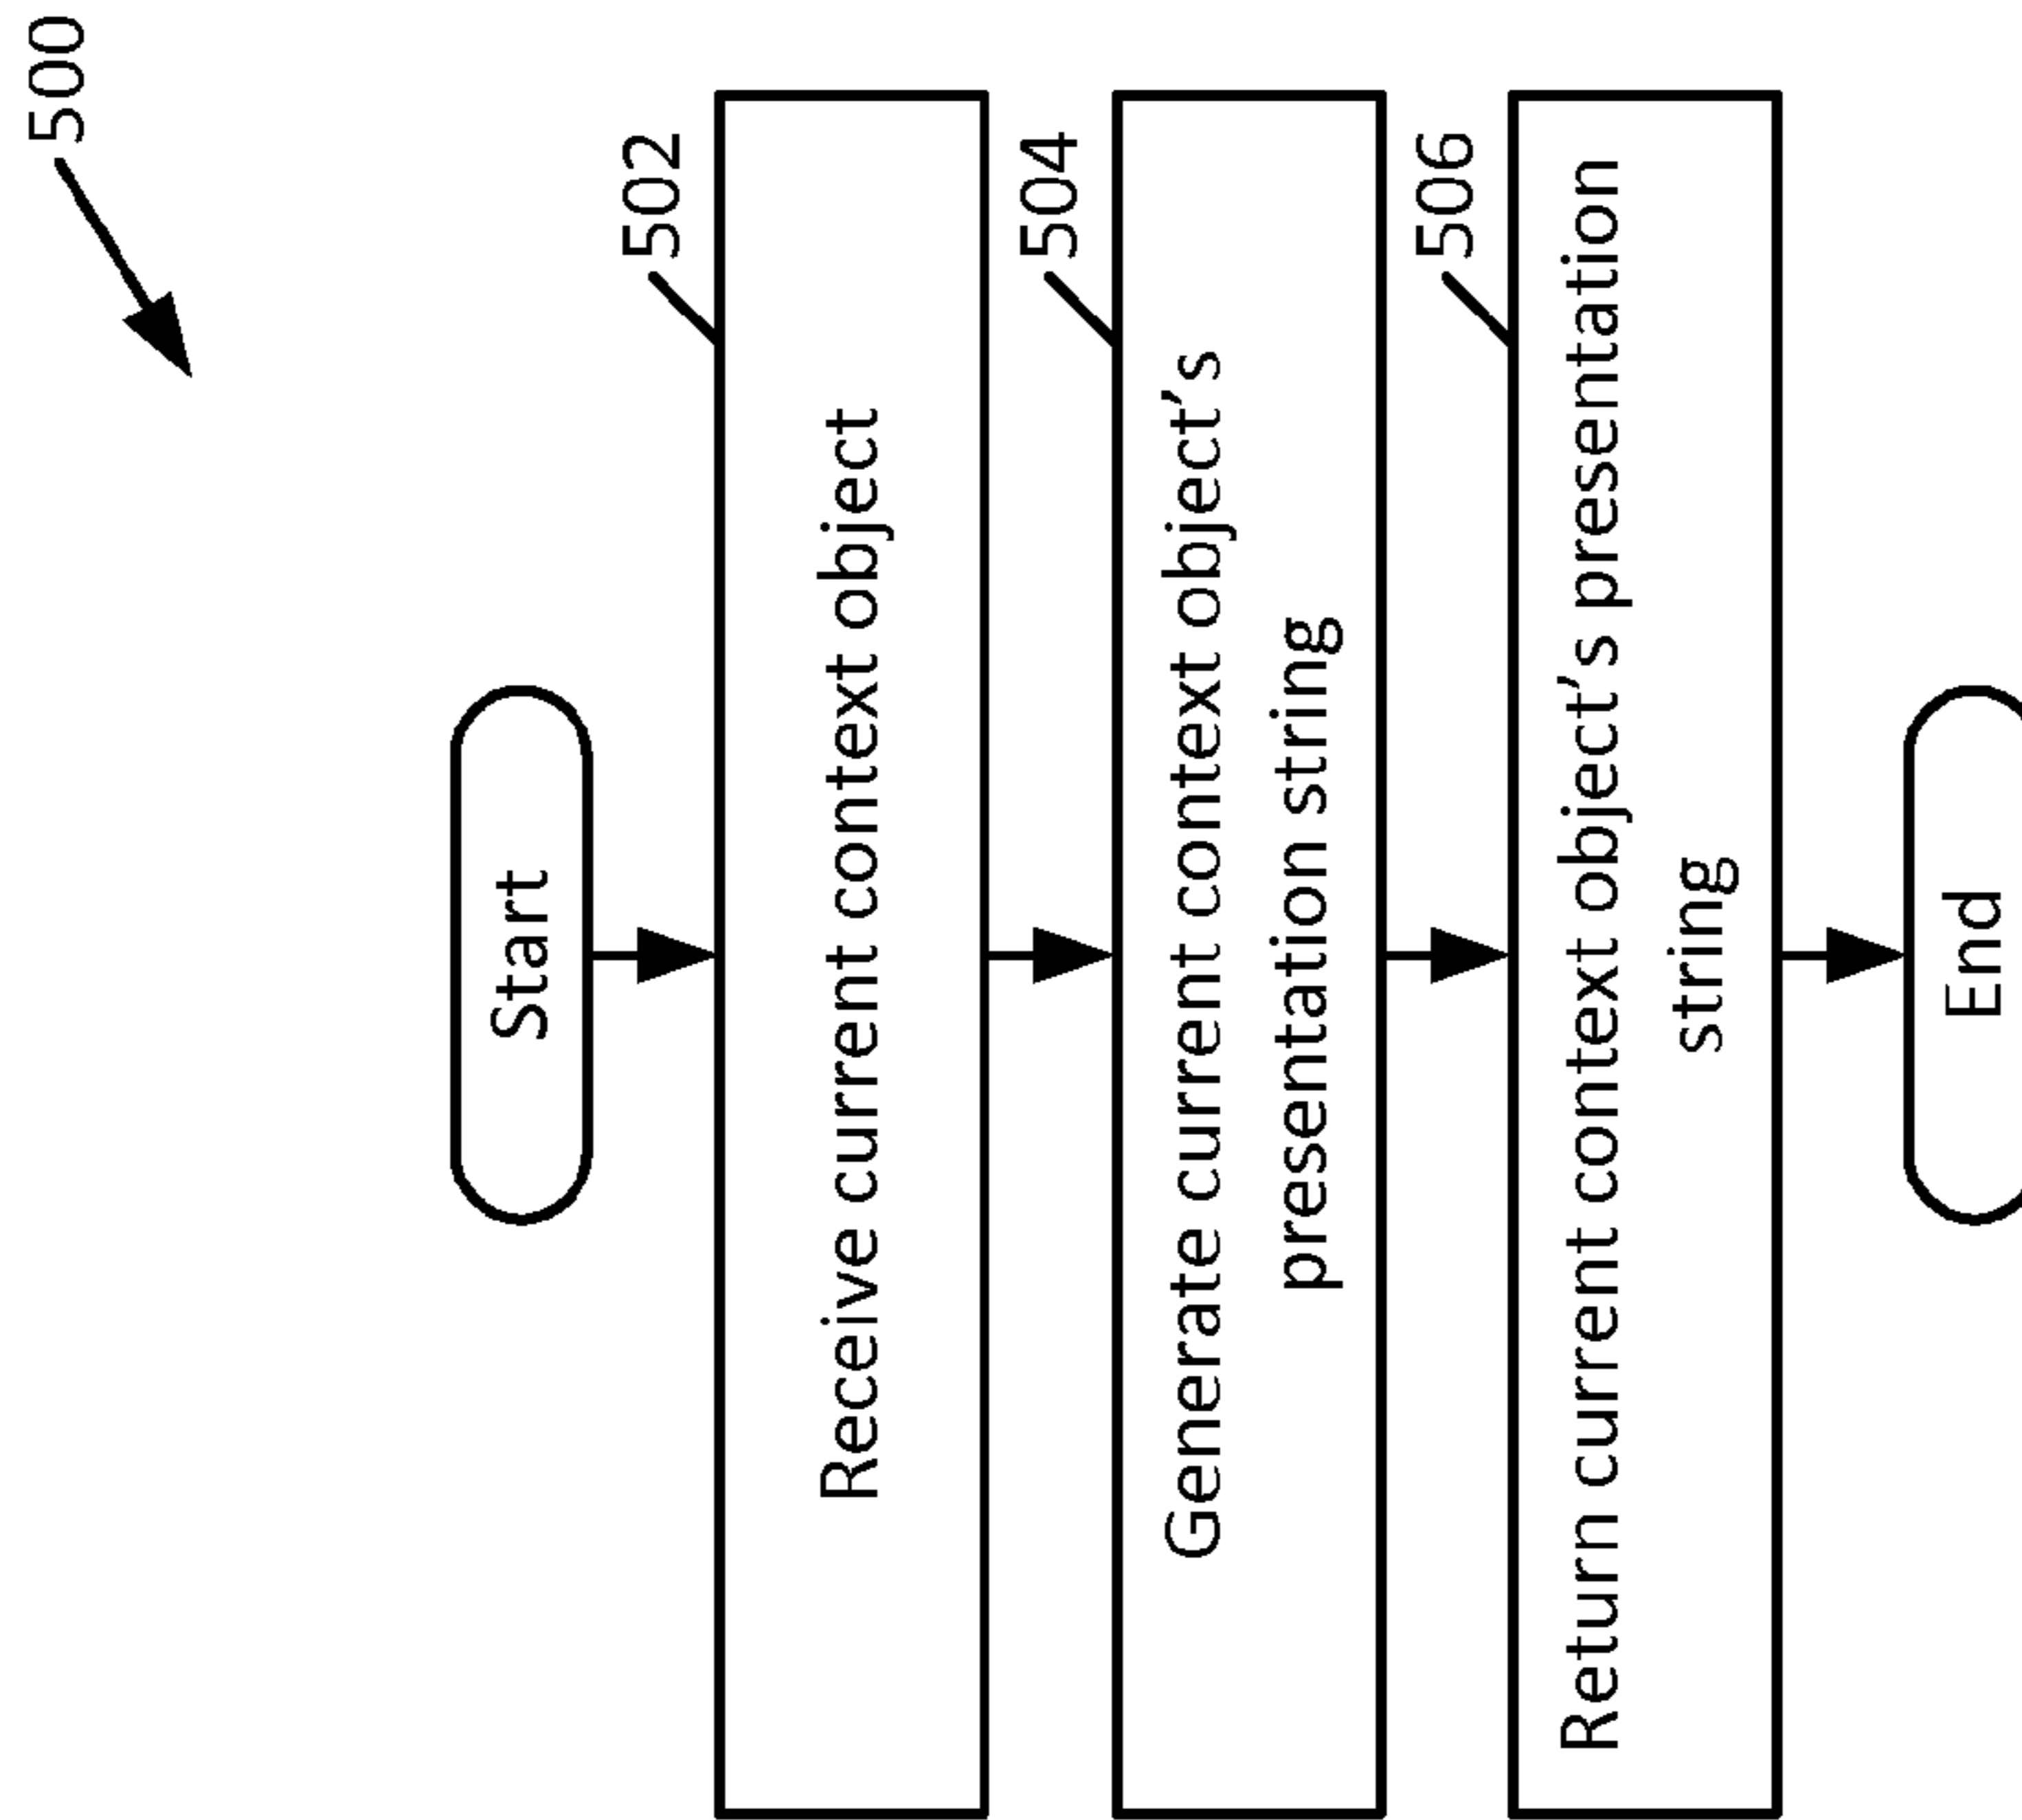 500
Start
502
Receive current context object
504
Generate current context object's
presentation string
506
Return current context object's presentation
string
End